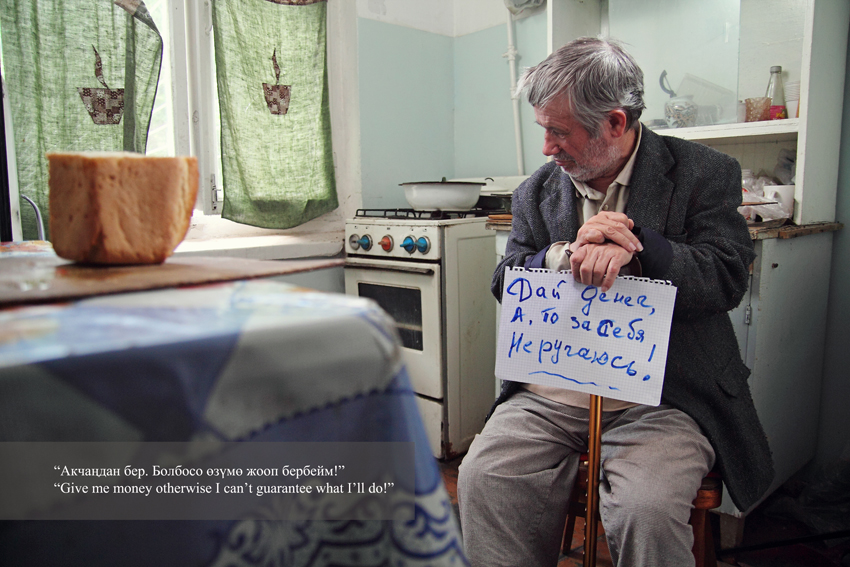 Дай денег,
А, то за себя
Не ручаюсь!
“Акчаңдан бер. Болбосо өзүмө жооп бербейм!”
“Give me money otherwise I can’t guarantee what I’ll do!”